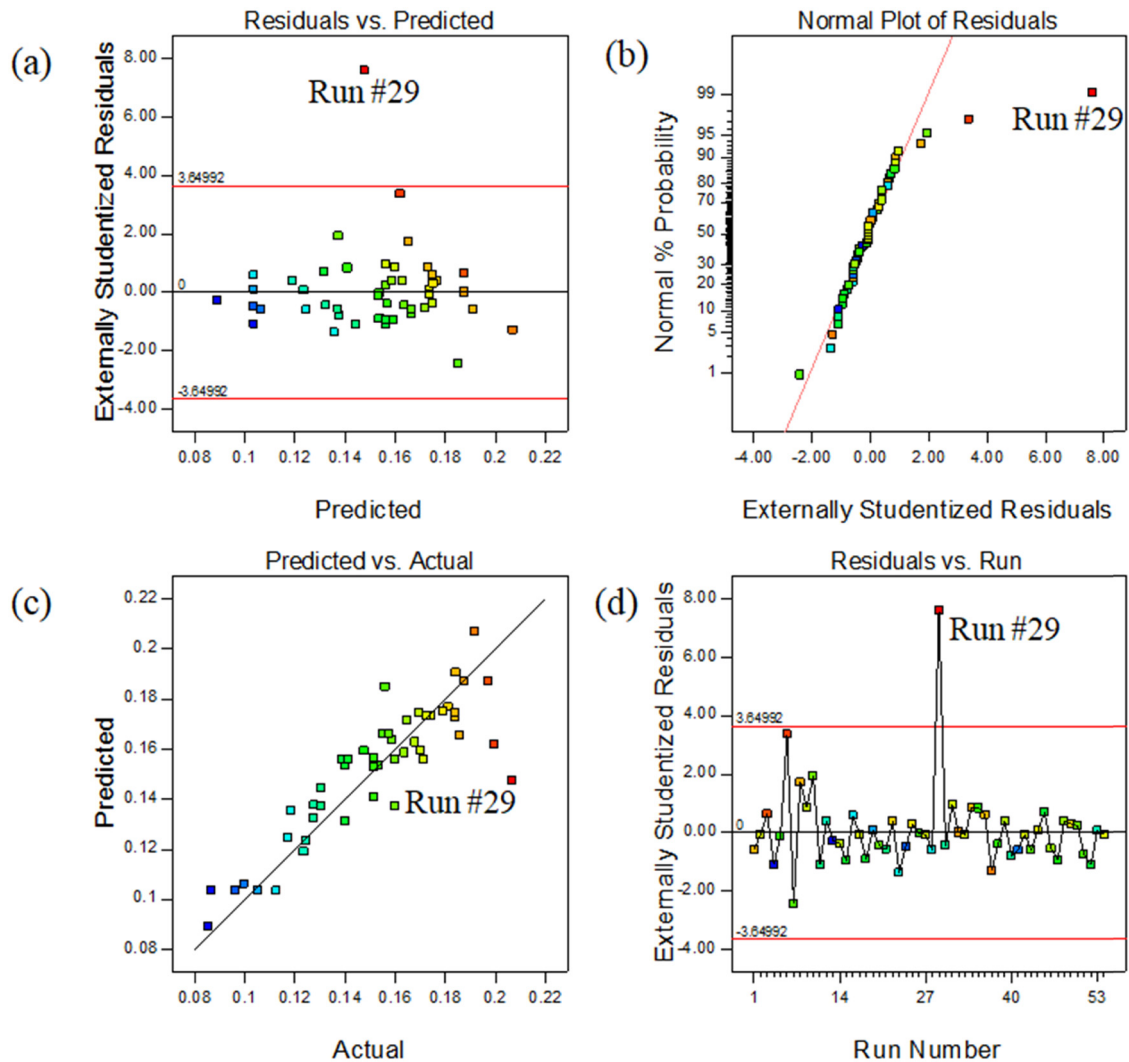 (a)
Residuals vs. Predicted
Externally Studentized Residuals
8.00
6.00
4.00
2.00
0.00
-2.00
-4.00
3.64992
0
-3.64992
Run #29
0.08 0.1 0.12 0.14 0.16 0.18 0.2 0.22
Predicted
(b)
Normal Plot of Residuals
Normal % Probability
99
95
90
80
70
50
30
20
10
5
1
Run #29
-4.00 -2.00 0.00 2.00 4.00 6.00 8.00
Externally Studentized Residuals
(c)
Predicted vs. Actual
Predicted
0.22
0.2
0.18
0.16
0.14
0.12
0.1
0.08
Run #29
0.08 0.1 0.12 0.14 0.16 0.18 0.2 0.22
Actual
(d)
Residuals vs. Run
Externally Studentized Residuals
8.00
6.00
4.00
2.00
0.00
-2.00
-4.00
3.64992
0
-3.64992
Run #29
1 14 27 40 53
Run Number